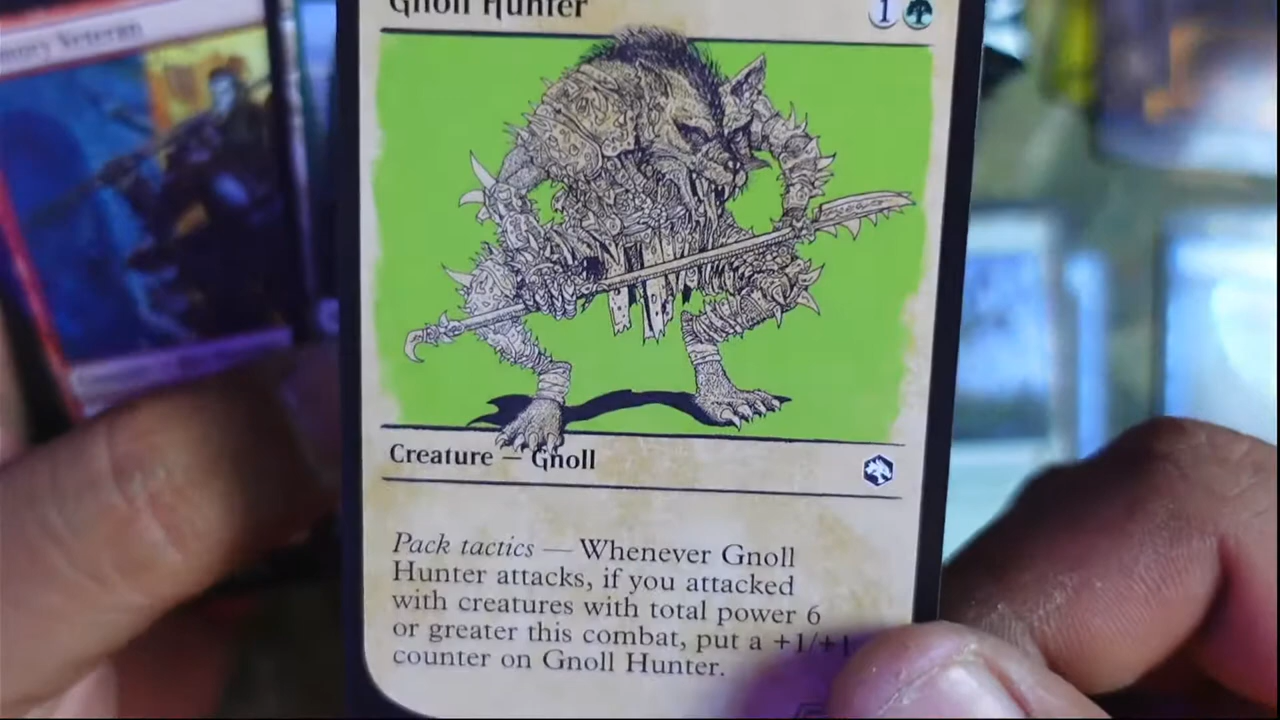 Gnoll Hunter
1
Veteran
Creature — Gnoll
Pack tactics — Whenever Gnoll
Hunter attacks, if you attacked
with creatures with total power 6
or greater this combat, put a +1/+1
counter on Gnoll Hunter.